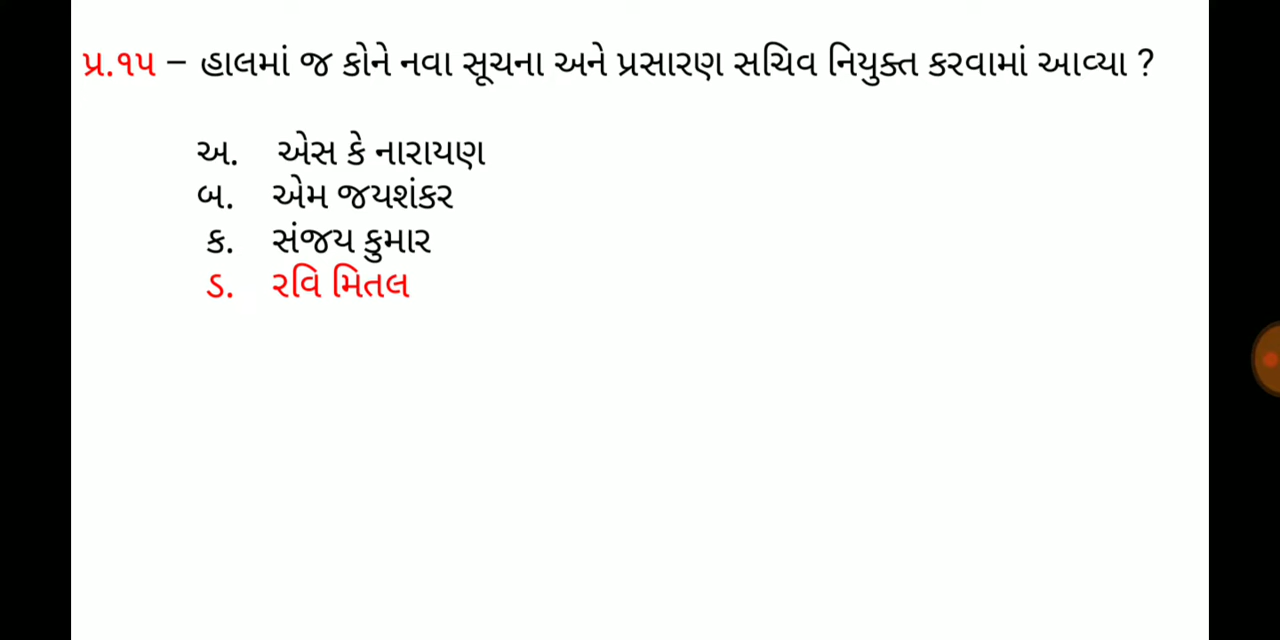 પ્ર.૧૫ – હાલમાં જ કોને નવા સૂચના અને પ્રસારણ સચિવ નિયુક્ત કરવામાં આવ્યા ?
અ. એસ કે નારાયણ
બ. એમ જયશંકર
ક. સંજય કુમાર
ડ. રવિ મિતલ